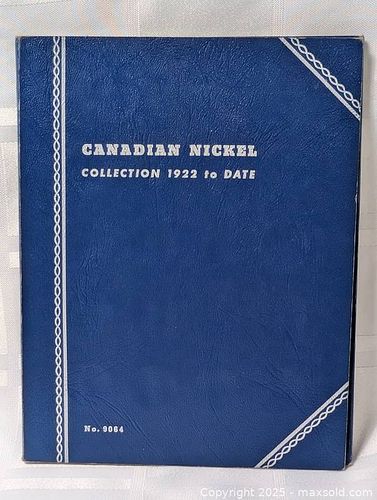 CANADIAN NICKEL
COLLECTION 1922 to DATE
No. 9064
Copyright 2025 - maxsold.com